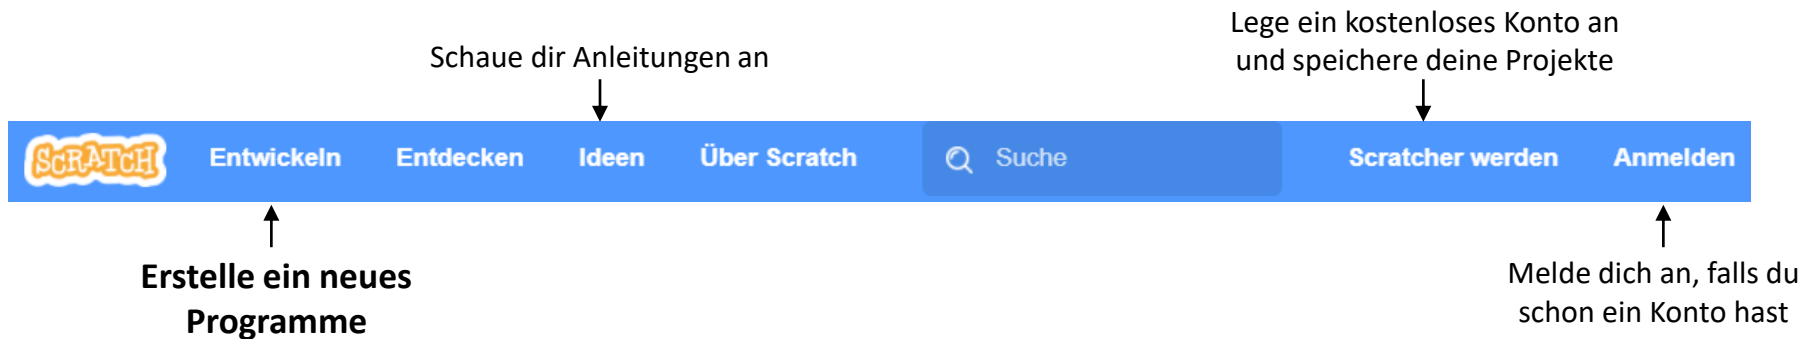 Lege ein kostenloses Konto an
und speichere deine Projekte
Schaue dir Anleitungen an
SCRATCH Entwickeln Entdecken Ideen Über Scratch Suche Scratcher werden Anmelden
Erstelle ein neues
Programme
Melde dich an, falls du
schon ein Konto hast